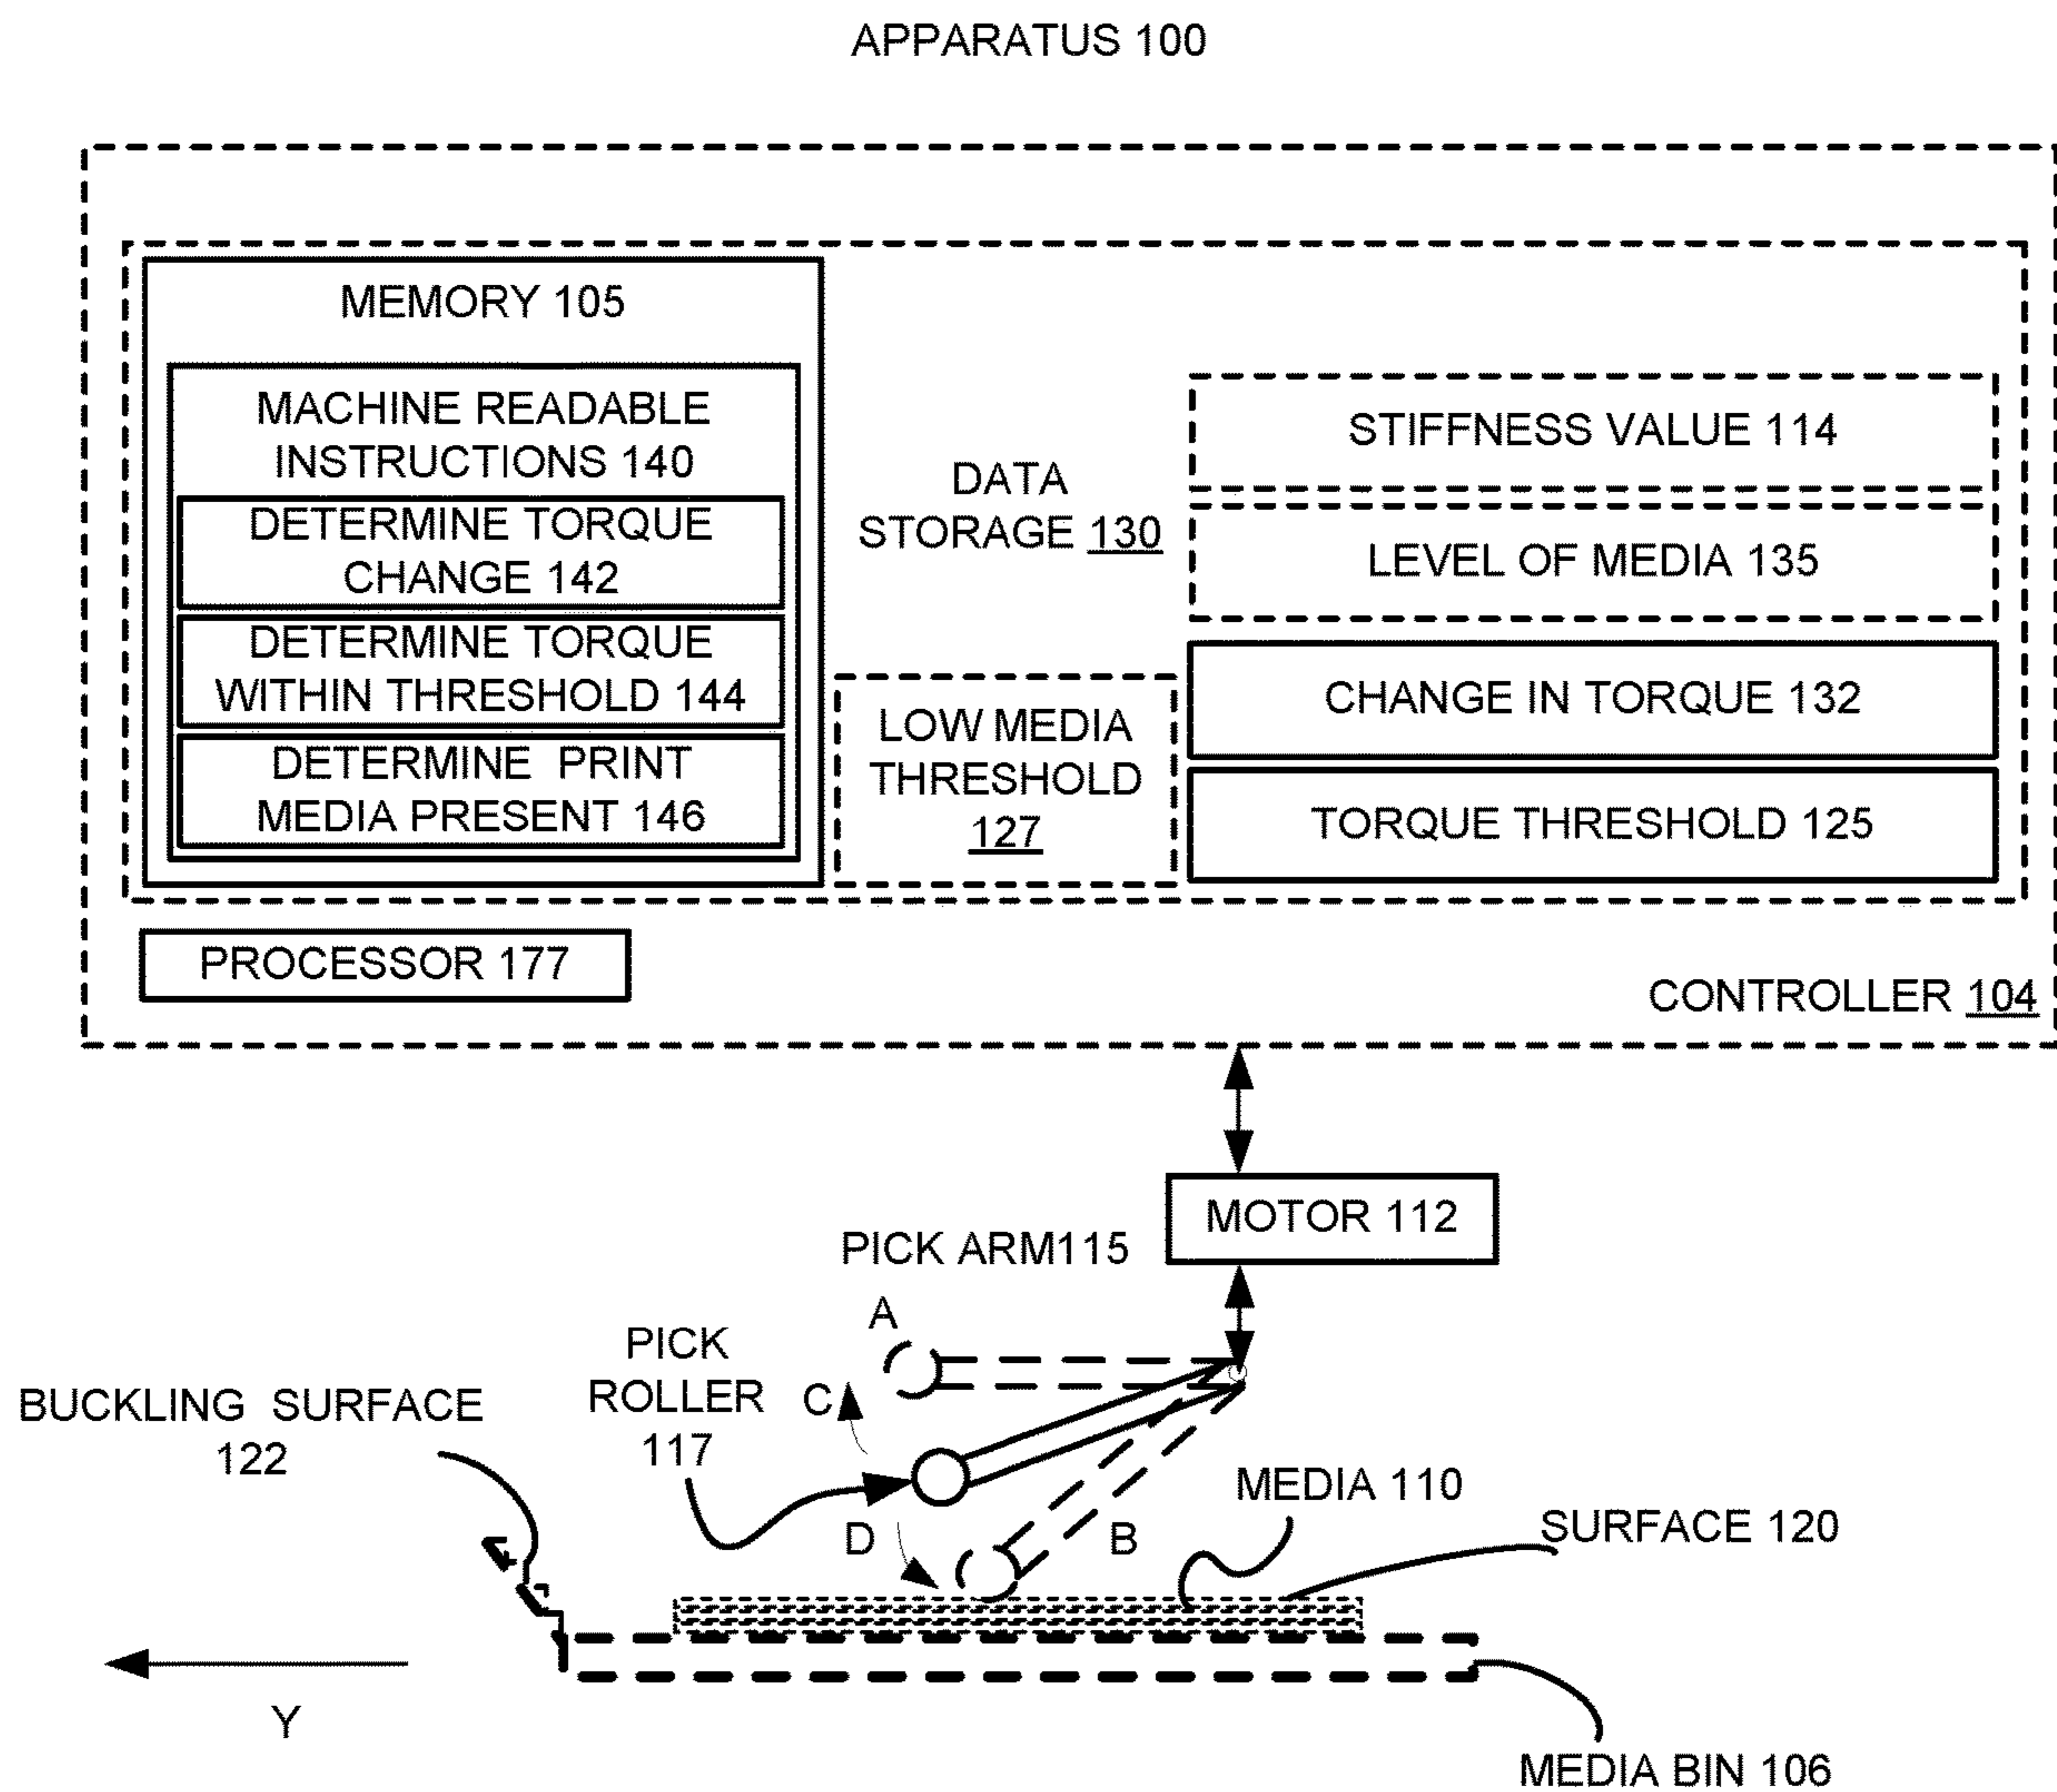 APPARATUS 100
MEMORY 105
MACHINE READABLE
INSTRUCTIONS 140
DETERMINE TORQUE
CHANGE 142
DETERMINE TORQUE
WITHIN THRESHOLD 144
DETERMINE PRINT
MEDIA PRESENT 146
DATA
STORAGE 130
LOW MEDIA
THRESHOLD
127
STIFFNESS VALUE 114
LEVEL OF MEDIA 135
CHANGE IN TORQUE 132
TORQUE THRESHOLD 125
PROCESSOR 177
CONTROLLER 104
MOTOR 112
PICK ARM115
A
PICK
ROLLER
117
C
BUCKLING SURFACE
122
D
B
MEDIA 110
SURFACE 120
Y
MEDIA BIN 106